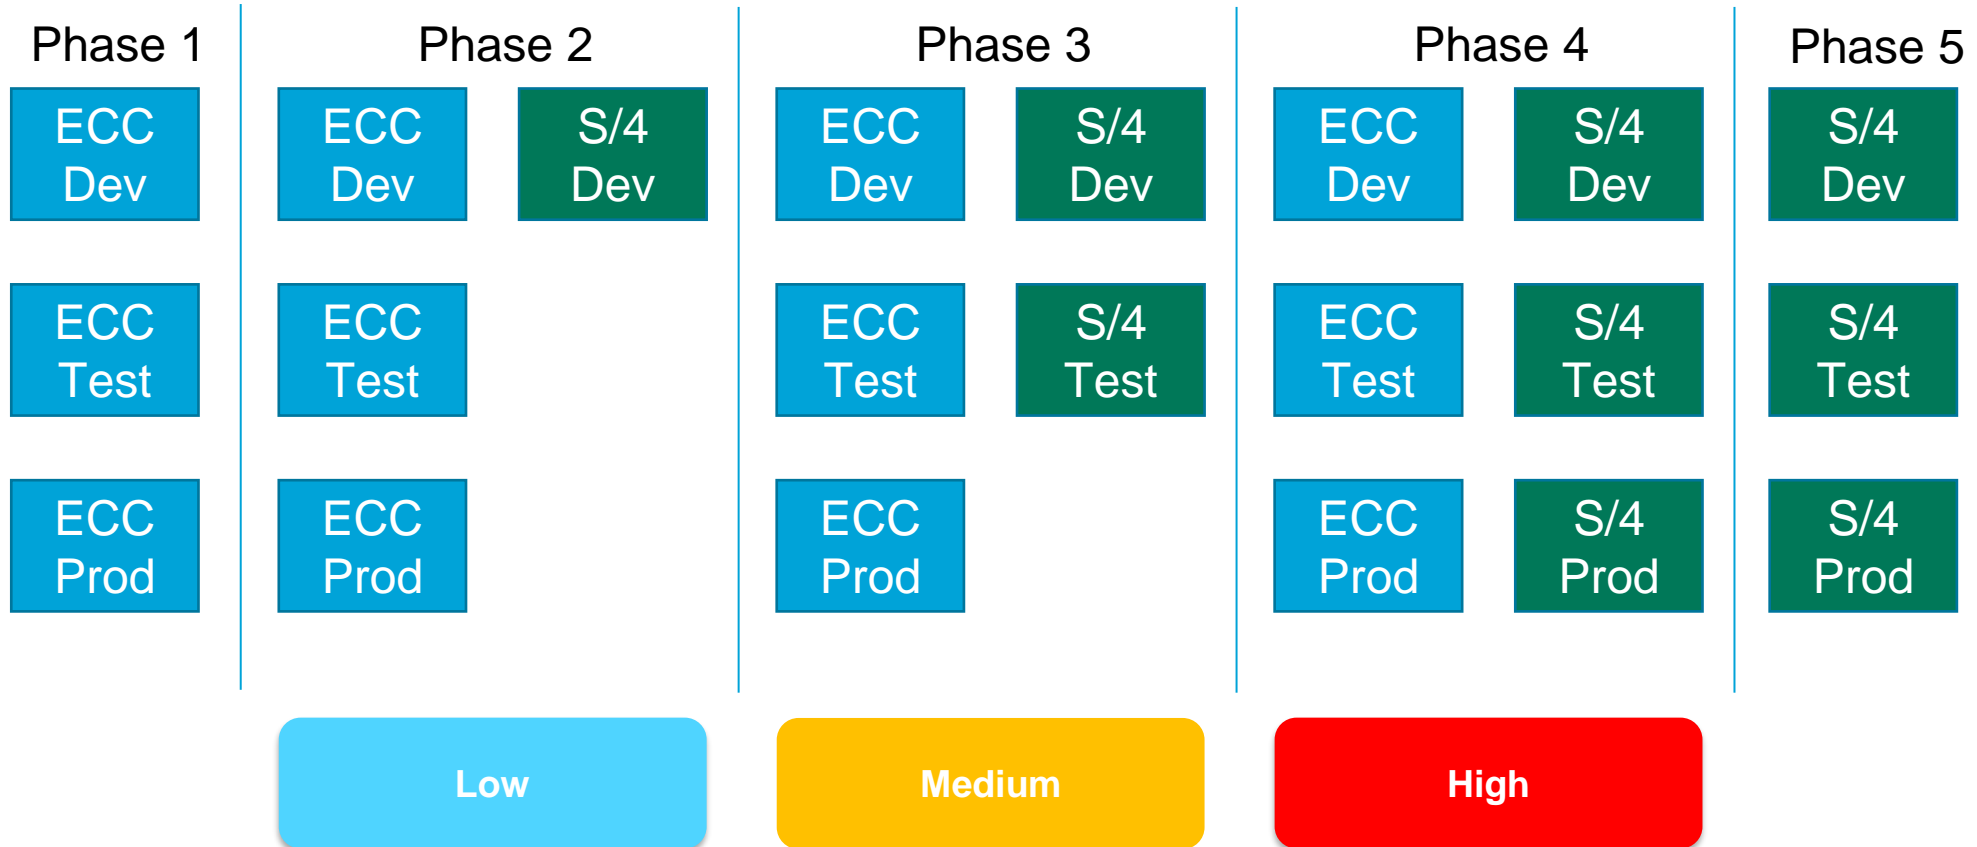 Phase 1
Phase 2
Phase 3
Phase 4
Phase 5
ECC
Dev
ECC
Dev
S/4
Dev
ECC
Dev
S/4
Dev
ECC
Dev
S/4
Dev
S/4
Dev
ECC
Test
ECC
Test
ECC
Test
S/4
Test
ECC
Test
S/4
Test
S/4
Test
ECC
Prod
ECC
Prod
ECC
Prod
ECC
Prod
S/4
Prod
S/4
Prod
Low
Medium
High